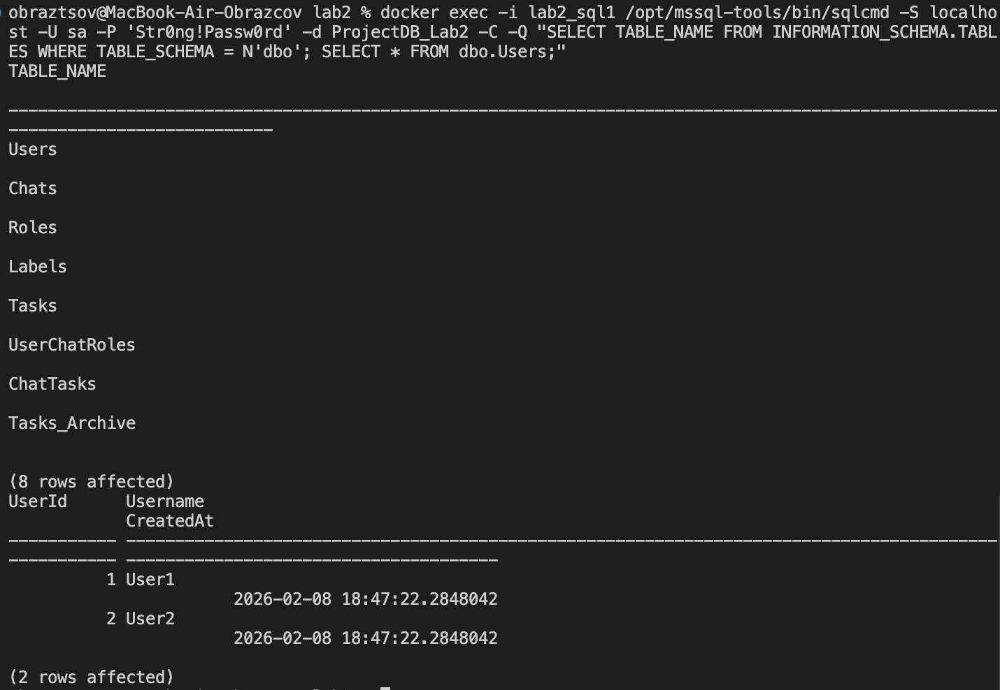 obraztsov@MacBook-Air-Obrazcov lab2 % docker exec -i lab2_sql1 /opt/mssql-tools/bin/sqlcmd -S localho
st -U sa -P 'Str0ng!Passw0rd' -d ProjectDB_Lab2 -C -Q "SELECT TABLE_NAME FROM INFORMATION_SCHEMA.TABL
ES WHERE TABLE_SCHEMA = N'dbo'; SELECT * FROM dbo.Users;"
TABLE_NAME
-----------------------------------------------------------------------------------------------------
---------------------------
Users
Chats
Roles
Labels
Tasks
UserChatRoles
ChatTasks
Tasks_Archive
(8 rows affected)
UserId      Username
            CreatedAt
----------- -----------------------------------------------------------------------------------------
----------- --------------------------------------
          1 User1
                       2026-02-08 18:47:22.2848042
          2 User2
                       2026-02-08 18:47:22.2848042
(2 rows affected)